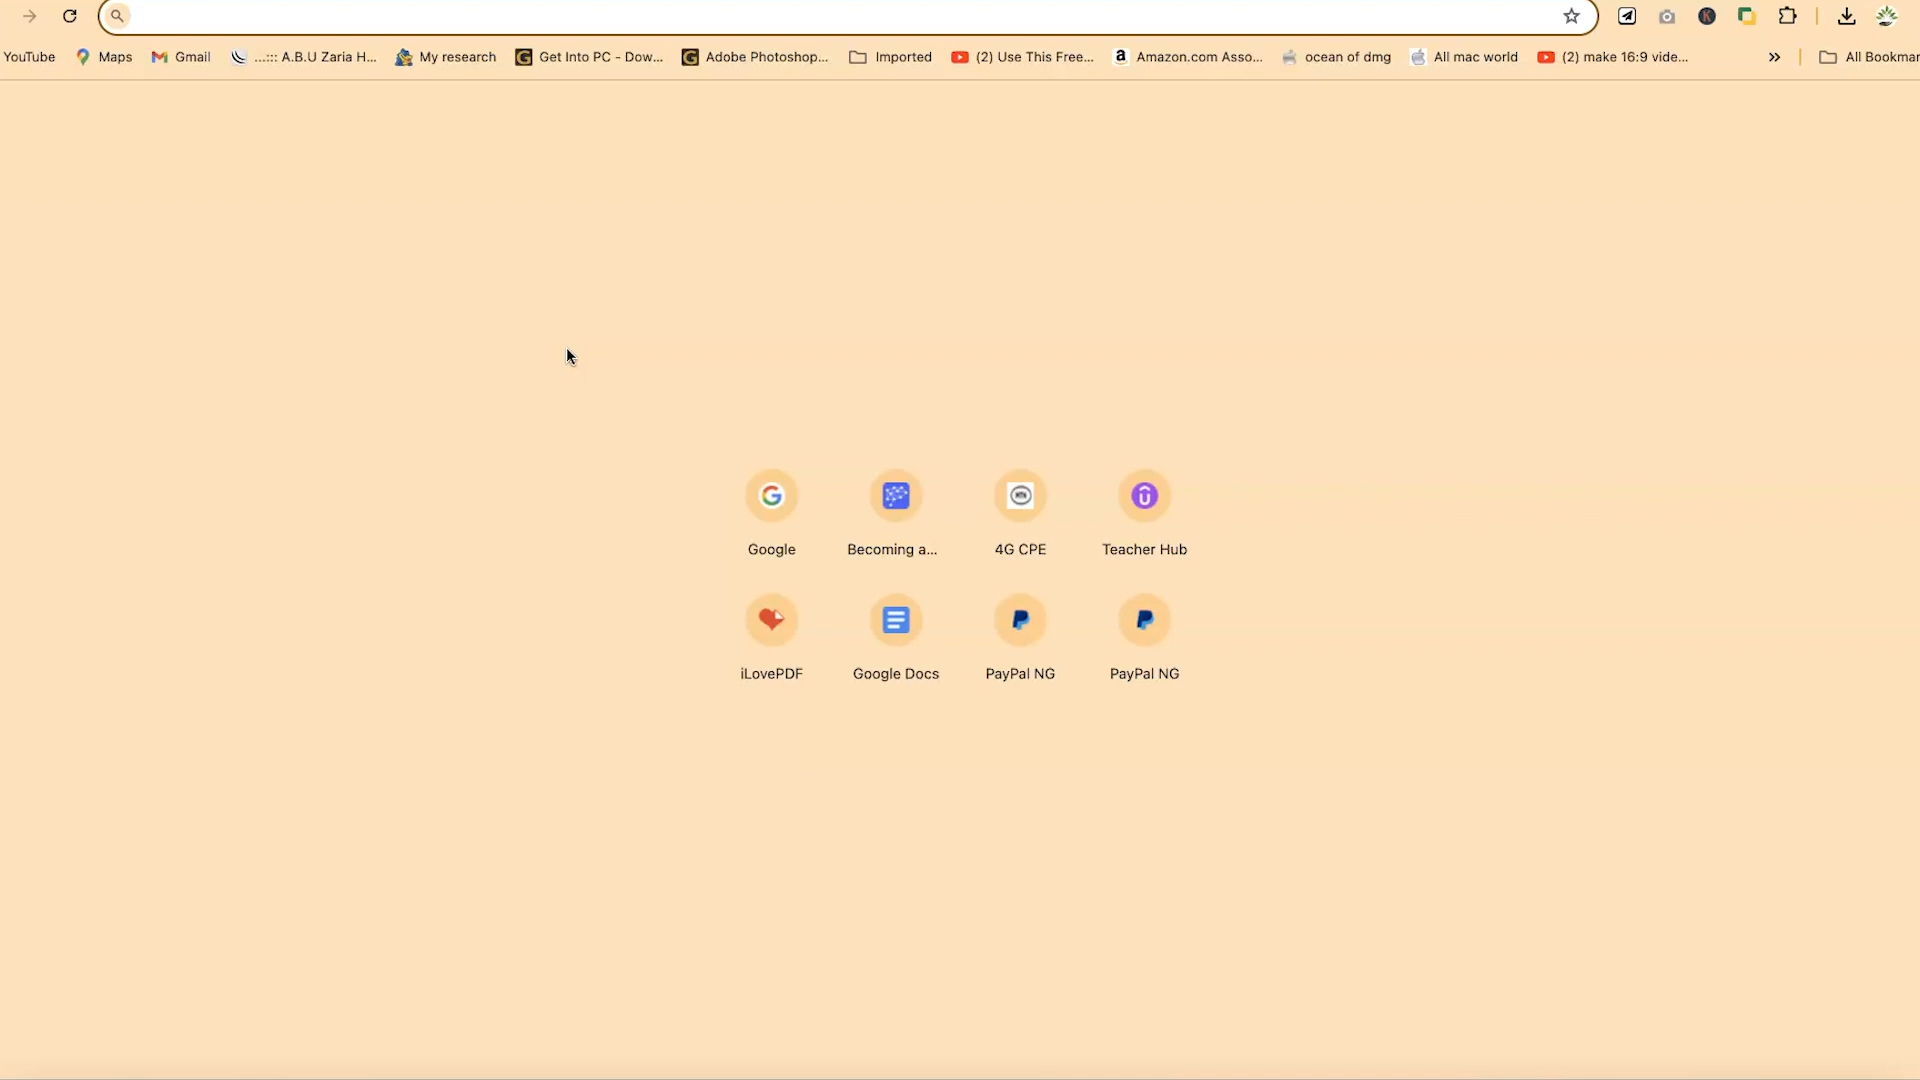 YouTube Maps Gmail ...::: A.B.U Zaria H... My research Get Into PC - Dow... Adobe Photoshop... Imported (2) Use This Free... Amazon.com Asso... ocean of dmg All mac world (2) make 16:9 vide... All Bookmar
Google Becoming a... 4G CPE Teacher Hub
iLovePDF Google Docs PayPal NG PayPal NG